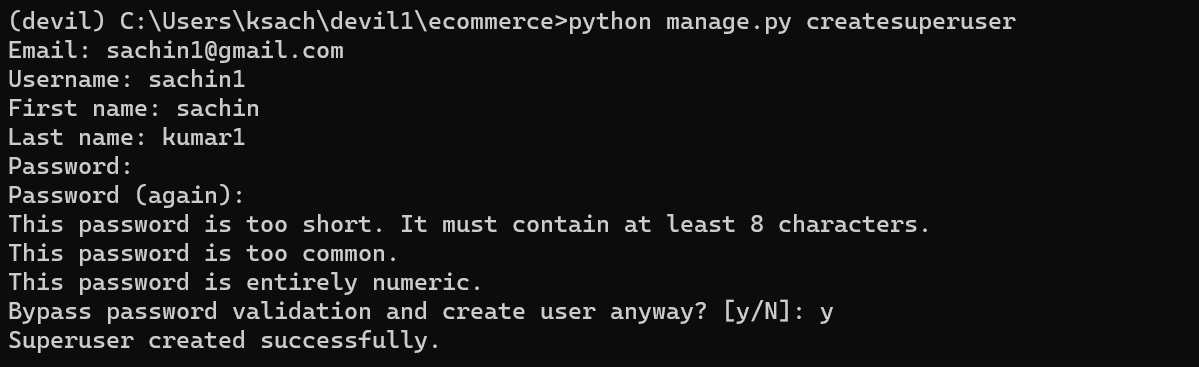 (devil) C:\Users\ksach\devil1\ecommerce>python manage.py createsuperuser
Email: sachin1@gmail.com
Username: sachin1
First name: sachin
Last name: kumar1
Password:
Password (again):
This password is too short. It must contain at least 8 characters.
This password is too common.
This password is entirely numeric.
Bypass password validation and create user anyway? [y/N]: y
Superuser created successfully.